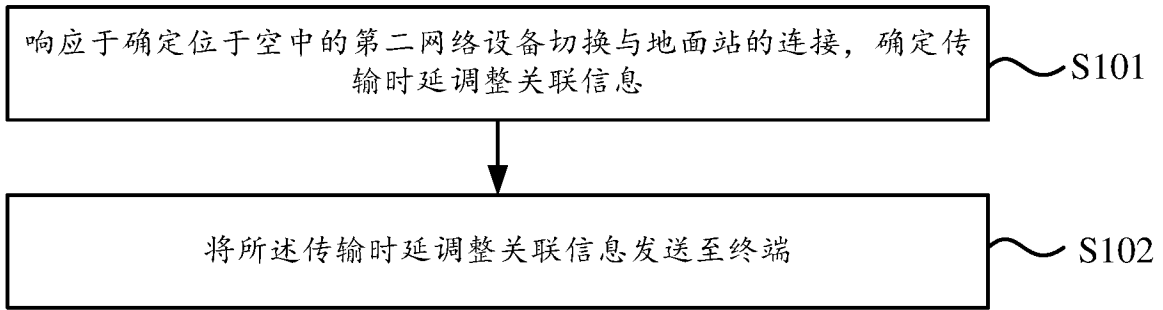 响应于确定位于空中的第二网络设备切换与地面站的连接，确定传
输时延调整关联信息
S101
将所述传输时延调整关联信息发送至终端
S102